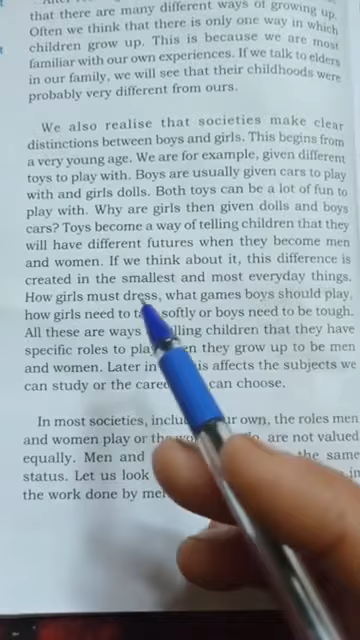 that there are many different ways of growing up.
Often we think that there is only one way in which
children grow up. This is because we are most
familiar with our own experiences. If we talk to elders
in our family, we will see that their childhoods were
probably very different from ours.
We also realise that societies make clear
distinctions between boys and girls. This begins from
a very young age. We are for example, given different
toys to play with. Boys are usually given cars to play
with and girls dolls. Both toys can be a lot of fun to
play with. Why are girls then given dolls and boys
cars? Toys become a way of telling children that they
will have different futures when they become men
and women. If we think about it, this difference is
created in the smallest and most everyday things.
How girls must dress, what games boys should play,
how girls need to softly or boys need to be tough.
All these are ways children that they have
specific roles to play they grow up to be men
and women. Later in this affects the subjects we
can study or the can choose.
In most societies, our own, the roles men
and women play or the are not valued
equally. Men and the same
status. Let us look
the work done by